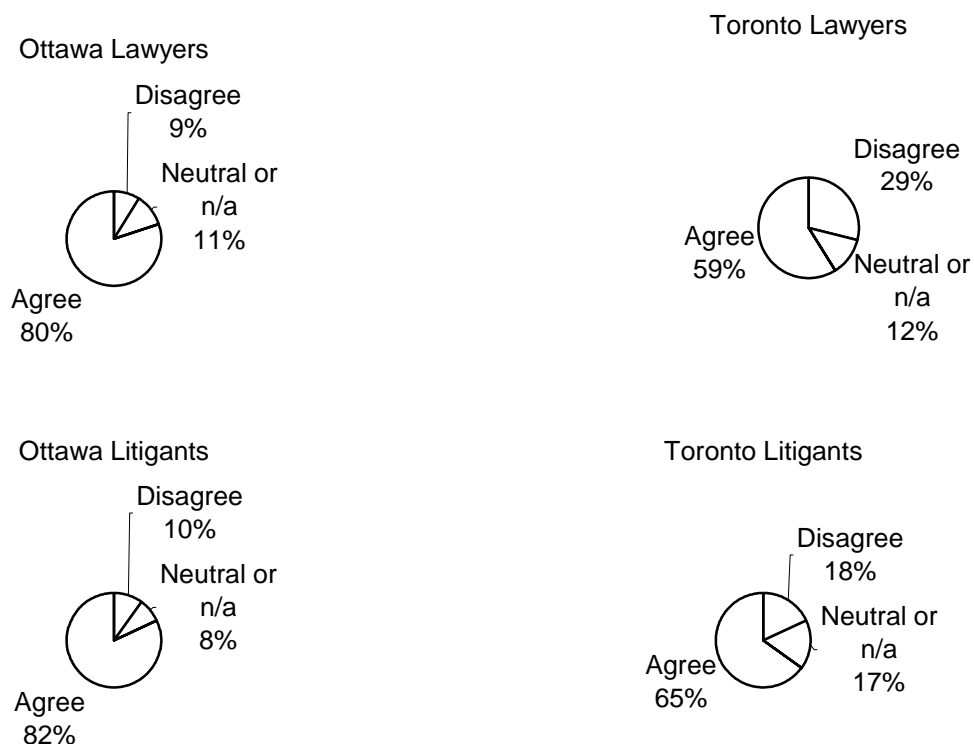 Ottawa Lawyers
Disagree
9%
Neutral or
n/a
11%
Agree
80%
Toronto Lawyers
Disagree
29%
Agree
59%
Neutral or
n/a
12%
Ottawa Litigants
Disagree
10%
Neutral or
n/a
8%
Agree
82%
Toronto Litigants
Disagree
18%
Neutral or
n/a
17%
Agree
65%